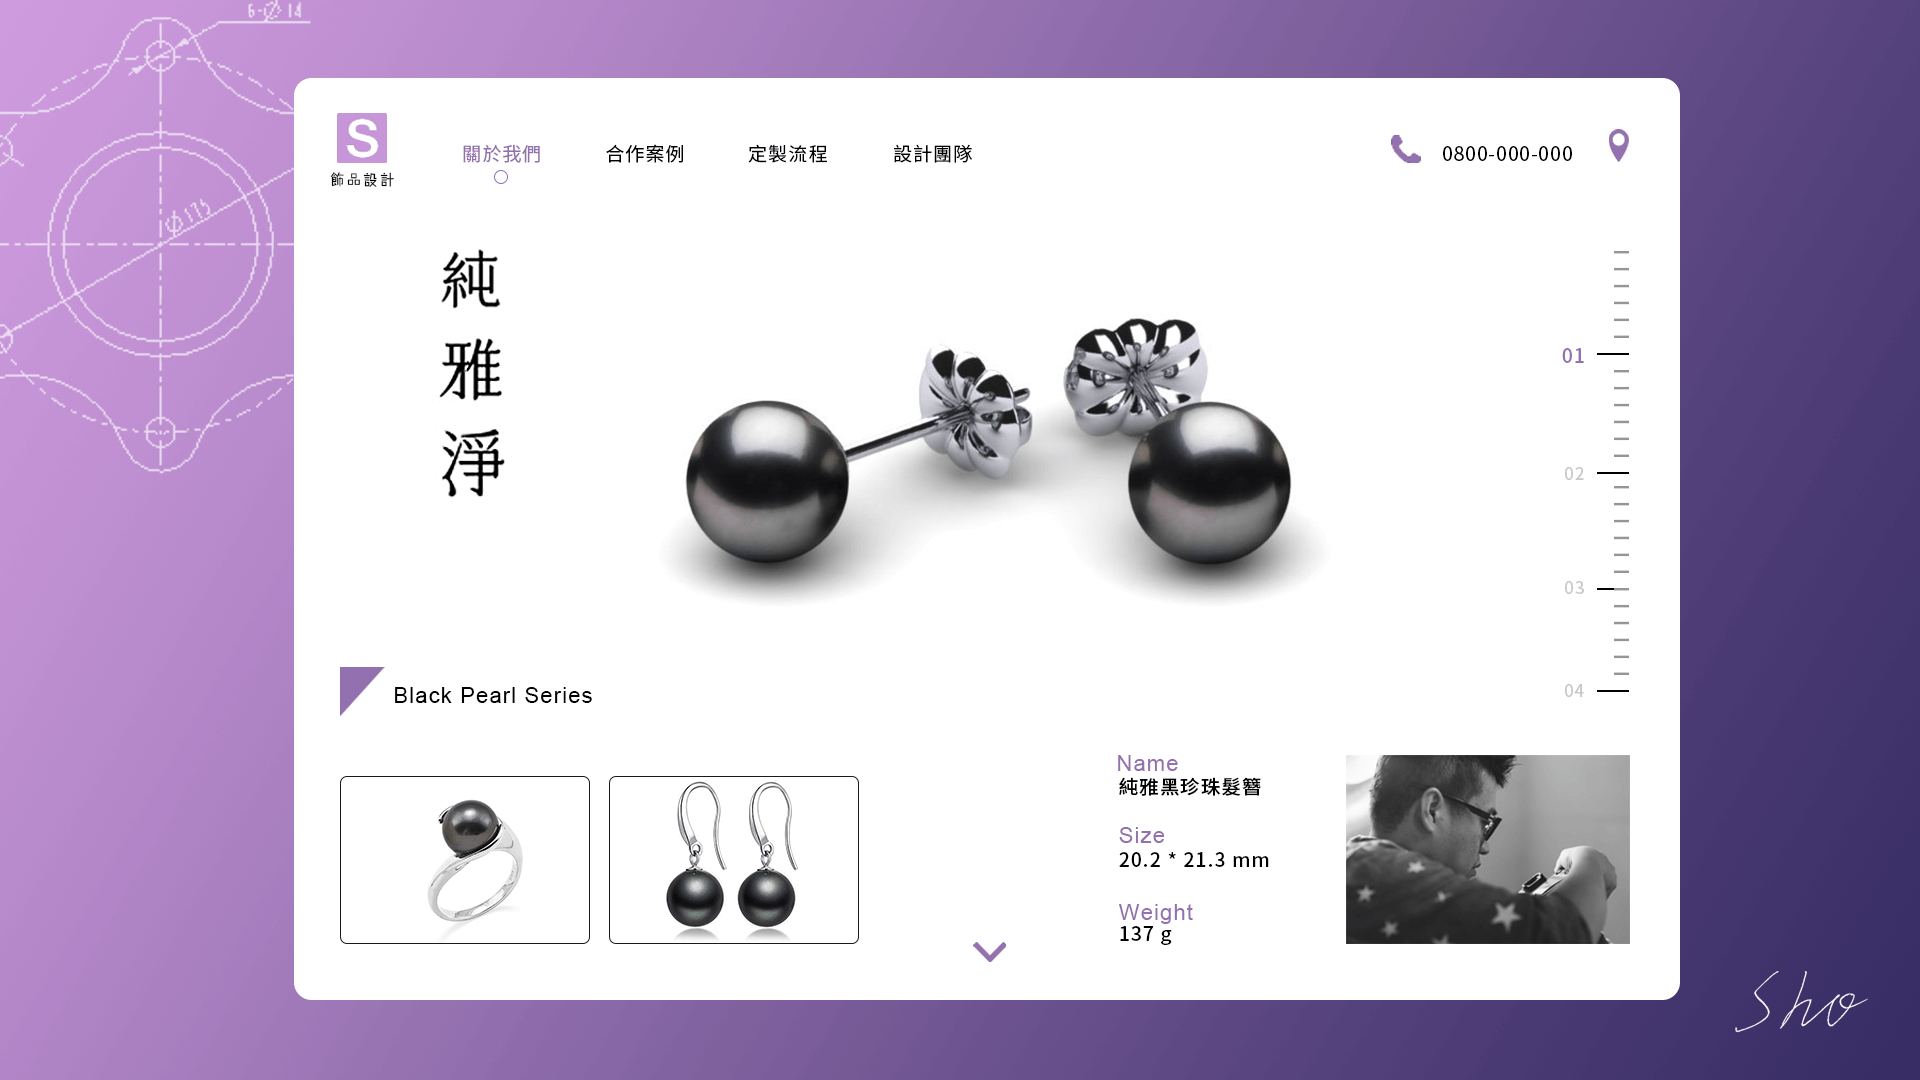 6-∅14
∅175
S
飾品設計
關於我們
合作案例
定製流程
設計團隊
0800-000-000
純
雅
淨
01
02
03
04
Black Pearl Series
Name
純雅黑珍珠髮簪
Size
20.2 * 21.3 mm
Weight
137 g
Sho